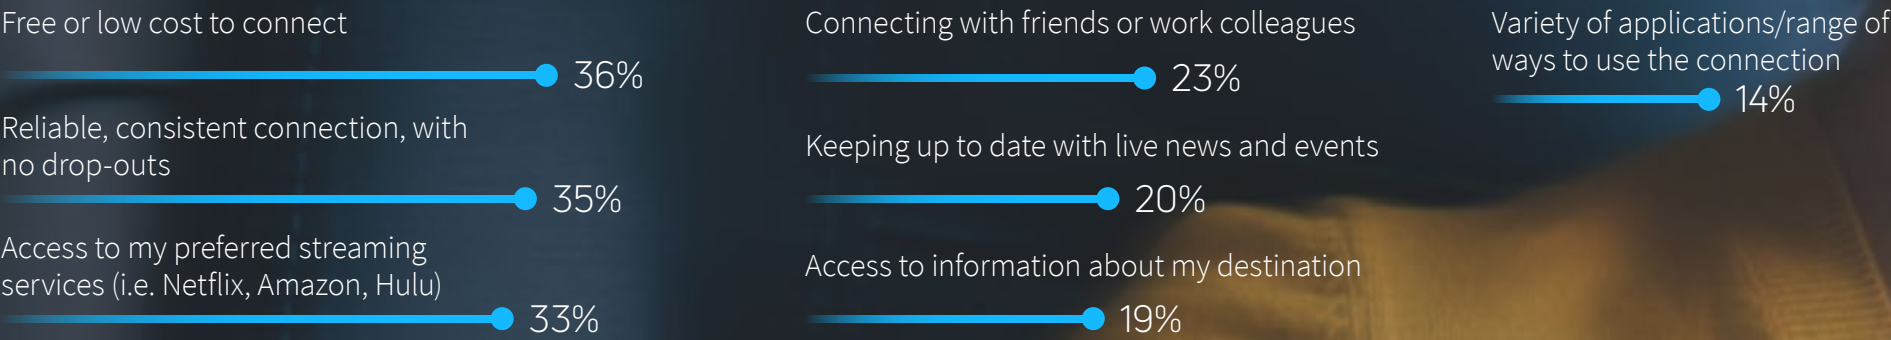 Free or low cost to connect
36%
Reliable, consistent connection, with
no drop-outs
35%
Access to my preferred streaming
services (i.e. Netflix, Amazon, Hulu)
33%
Connecting with friends or work colleagues
23%
Keeping up to date with live news and events
20%
Access to information about my destination
19%
Variety of applications/range of
ways to use the connection
14%